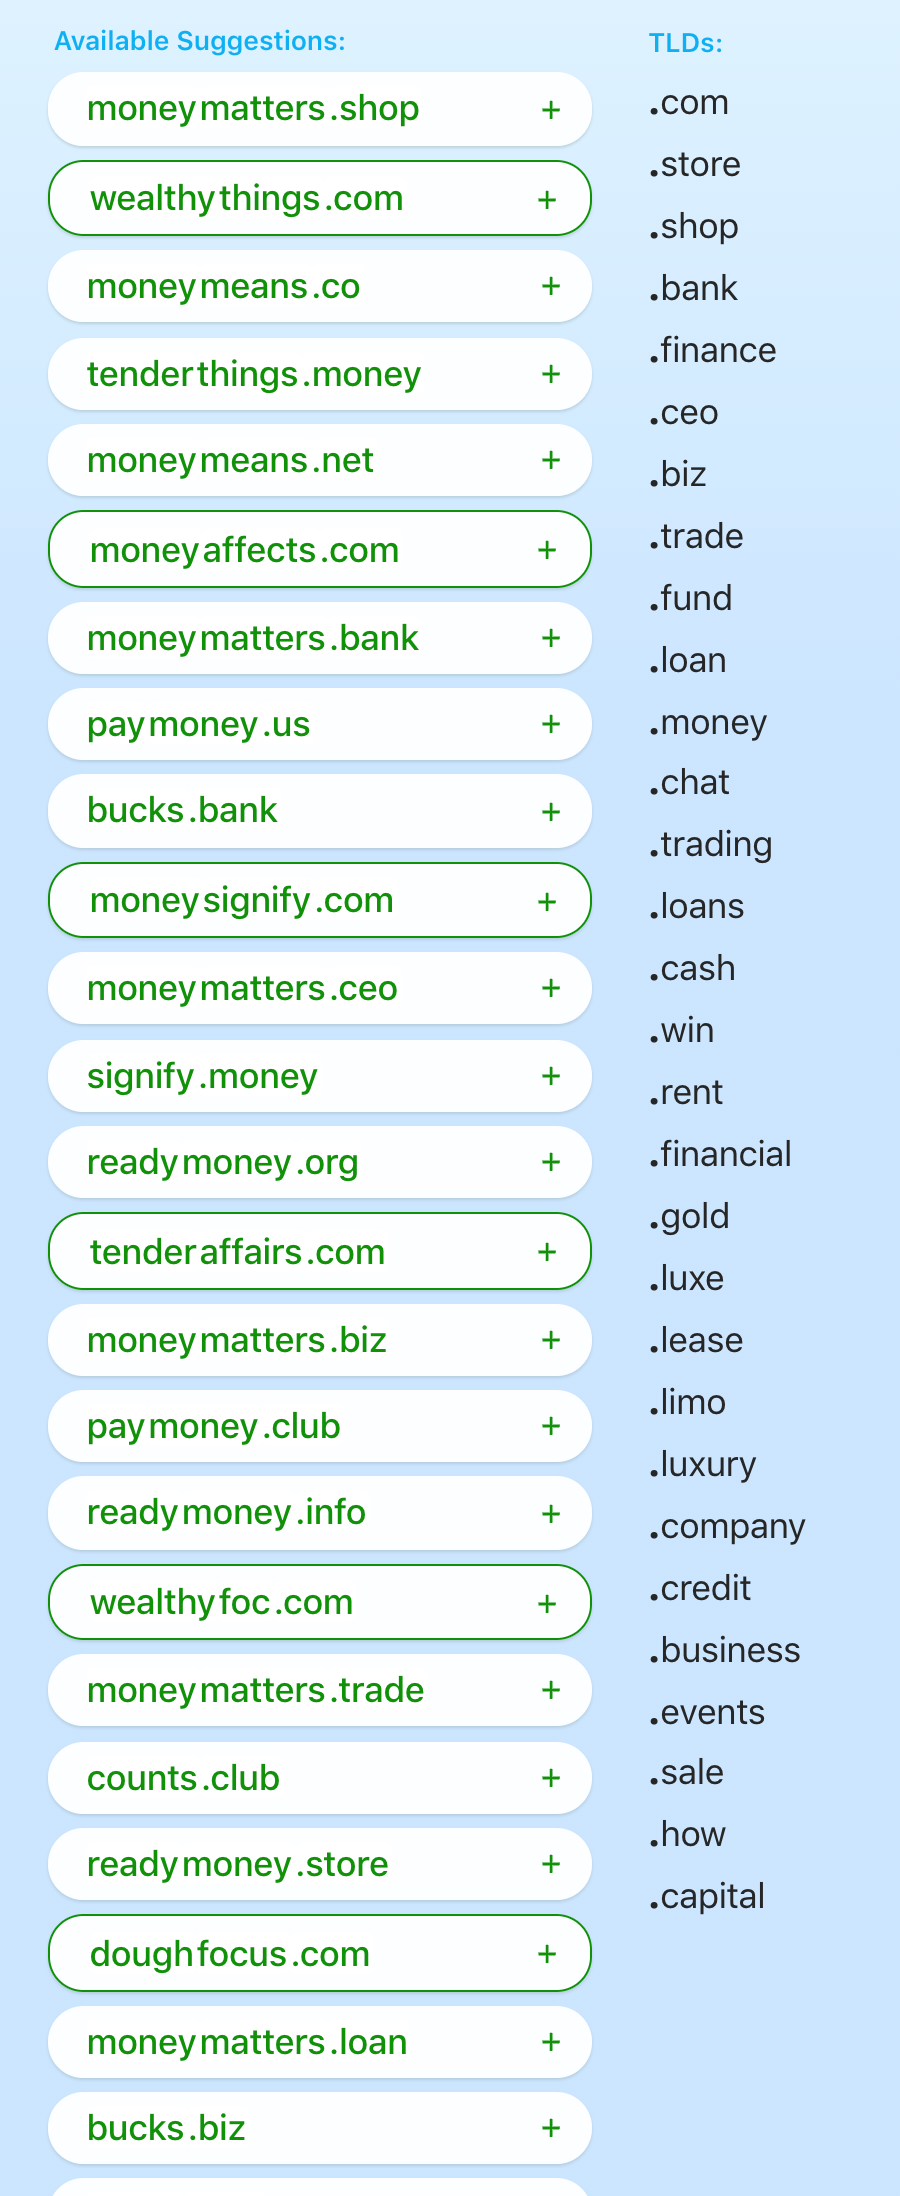 Available Suggestions:
moneymatters.shop +
wealthythings.com +
moneymeans.co +
tenderthings.money +
moneymeans.net +
moneyaffects.com +
moneymatters.bank +
paymoney.us +
bucks.bank +
moneysignify.com +
moneymatters.ceo +
signify.money +
readymoney.org +
tenderaffairs.com +
moneymatters.biz +
paymoney.club +
readymoney.info +
wealthyfoc.com +
moneymatters.trade +
counts.club +
readymoney.store +
doughfocus.com +
moneymatters.loan +
bucks.biz +
TLDs:
.com
.store
.shop
.bank
.finance
.ceo
.biz
.trade
.fund
.loan
.money
.chat
.trading
.loans
.cash
.win
.rent
.financial
.gold
.luxe
.lease
.limo
.luxury
.company
.credit
.business
.events
.sale
.how
.capital